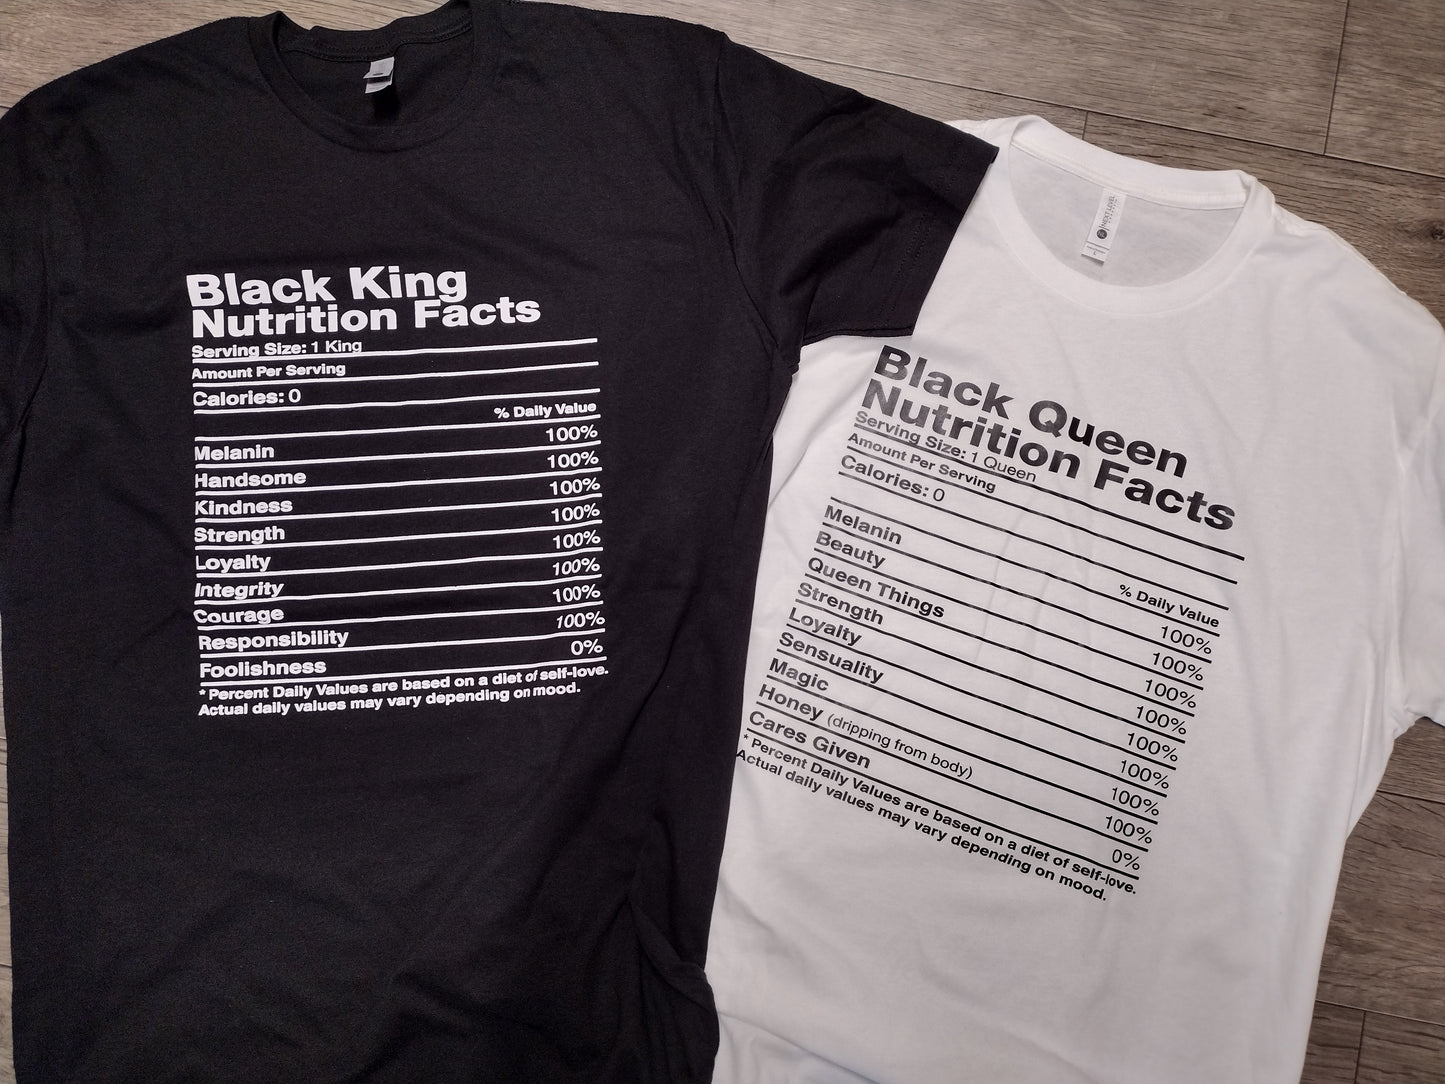 Black King
Nutrition Facts
Serving Size: 1 King
Amount Per Serving
Calories: 0
% Daily Value
Melanin 100%
Handsome 100%
Kindness 100%
Strength 100%
Loyalty 100%
Integrity 100%
Courage 100%
Responsibility 100%
Foolishness 0%
* Percent Daily Values are based on a diet of self-love.
Actual daily values may vary depending on mood.
NEXT LEVEL
Black Queen
Nutrition Facts
Serving Size: 1 Queen
Amount Per Serving
Calories: 0
% Daily Value
Melanin 100%
Beauty 100%
Queen Things 100%
Strength 100%
Loyalty 100%
Sensuality 100%
Magic 100%
Honey (dripping from body) 100%
Cares Given 0%
* Percent Daily Values are based on a diet of self-love.
Actual daily values may vary depending on mood.